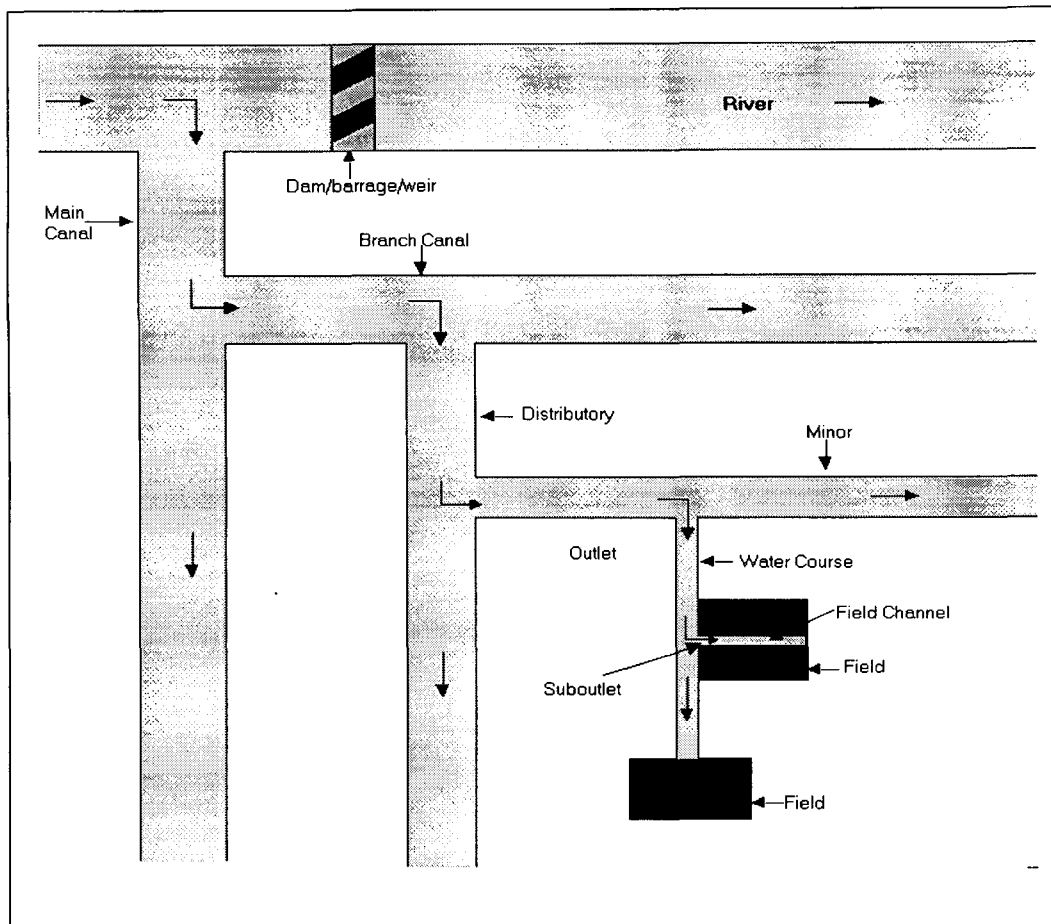 River
Dam/barrage/weir
Main
Canal
Branch Canal
Distributory
Minor
Outlet
Water Course
Field Channel
Field
Suboutlet
Field